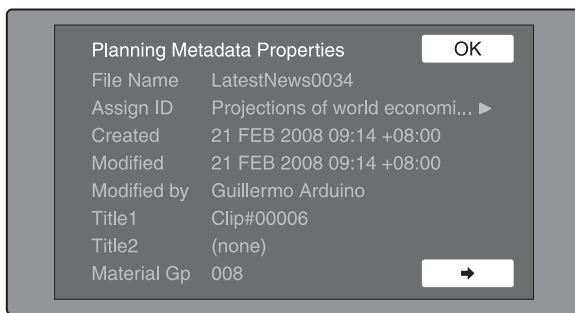 Planning Metadata Properties OK
File Name LatestNews0034
Assign ID Projections of world economi... ▶
Created 21 FEB 2008 09:14 +08:00
Modified 21 FEB 2008 09:14 +08:00
Modified by Guillermo Arduino
Title1 Clip#00006
Title2 (none)
Material Gp 008 ➜